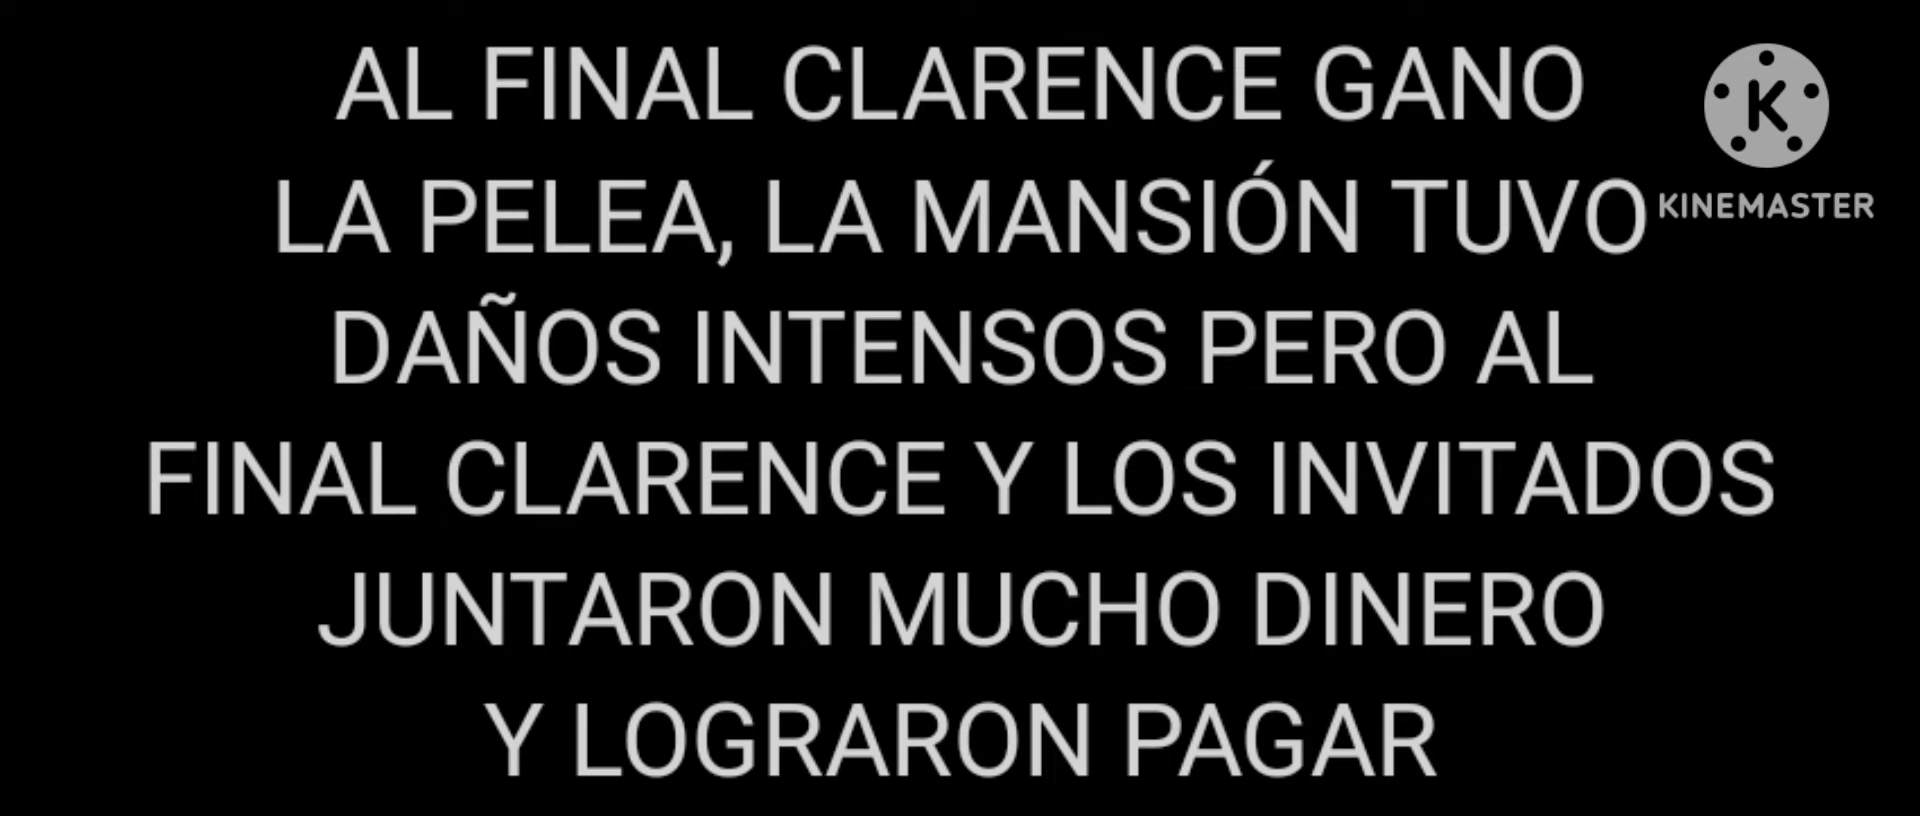 AL FINAL CLARENCE GANO
LA PELEA, LA MANSIÓN TUVO
DAÑOS INTENSOS PERO AL
FINAL CLARENCE Y LOS INVITADOS
JUNTARON MUCHO DINERO
Y LOGRARON PAGAR
K
KINEMASTER